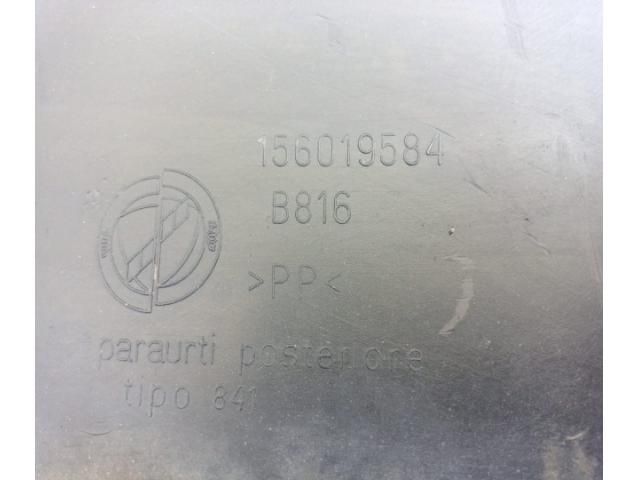 156019584
B816
>PP<
paraurti posteriore
tipo 841